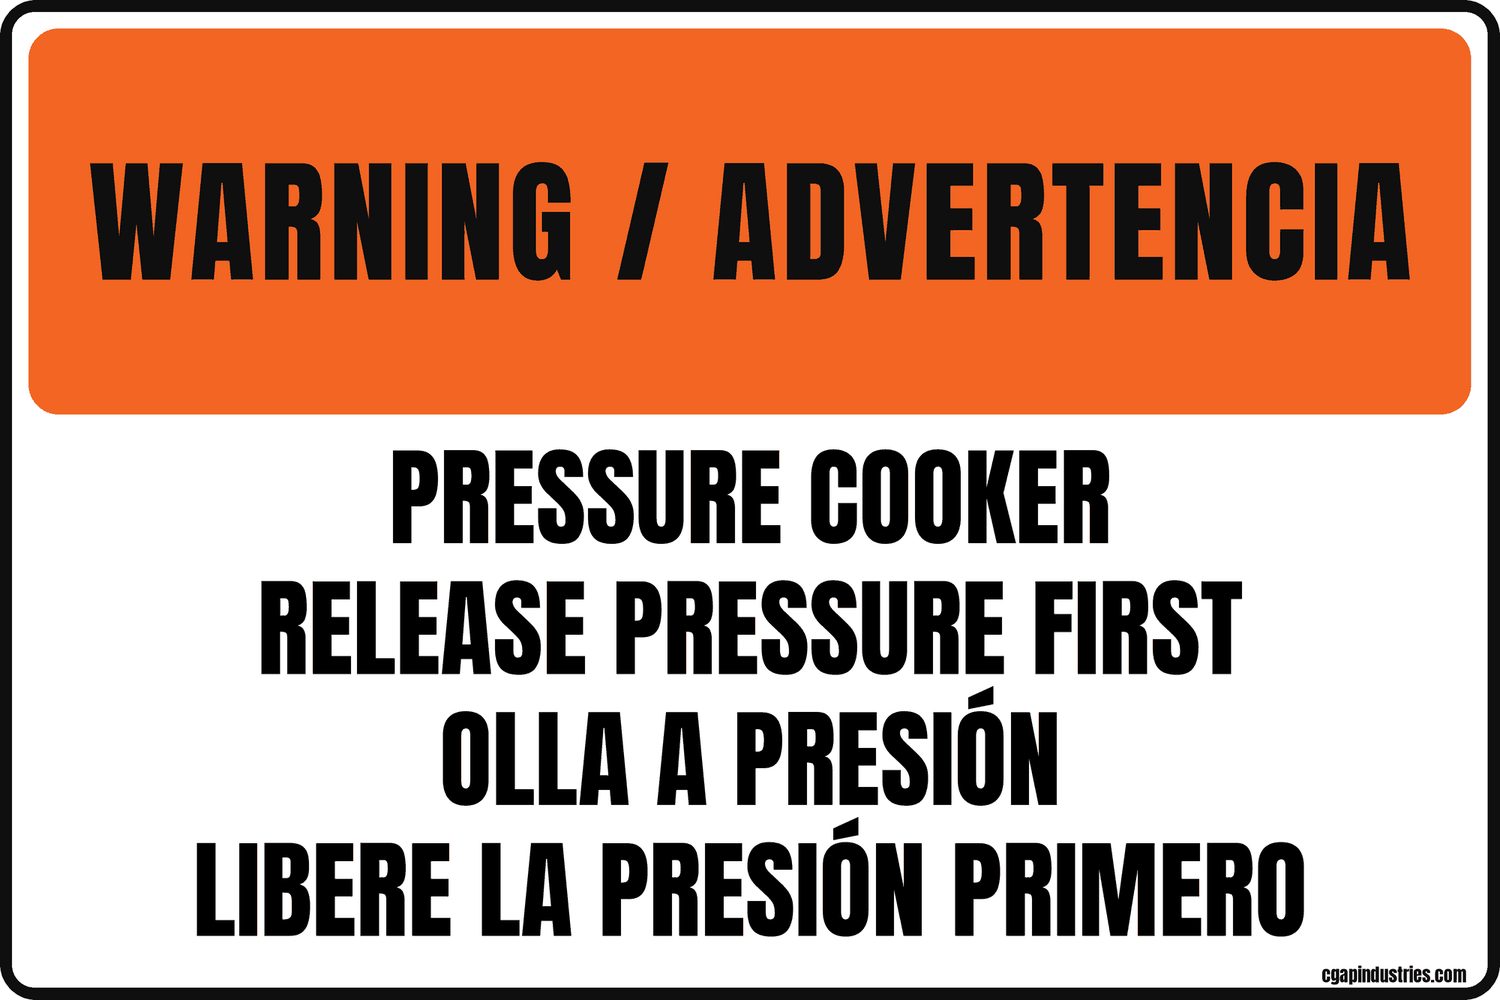 WARNING / ADVERTENCIA
PRESSURE COOKER
RELEASE PRESSURE FIRST
OLLA A PRESIÓN
LIBERE LA PRESIÓN PRIMERO
cgapindustries.com